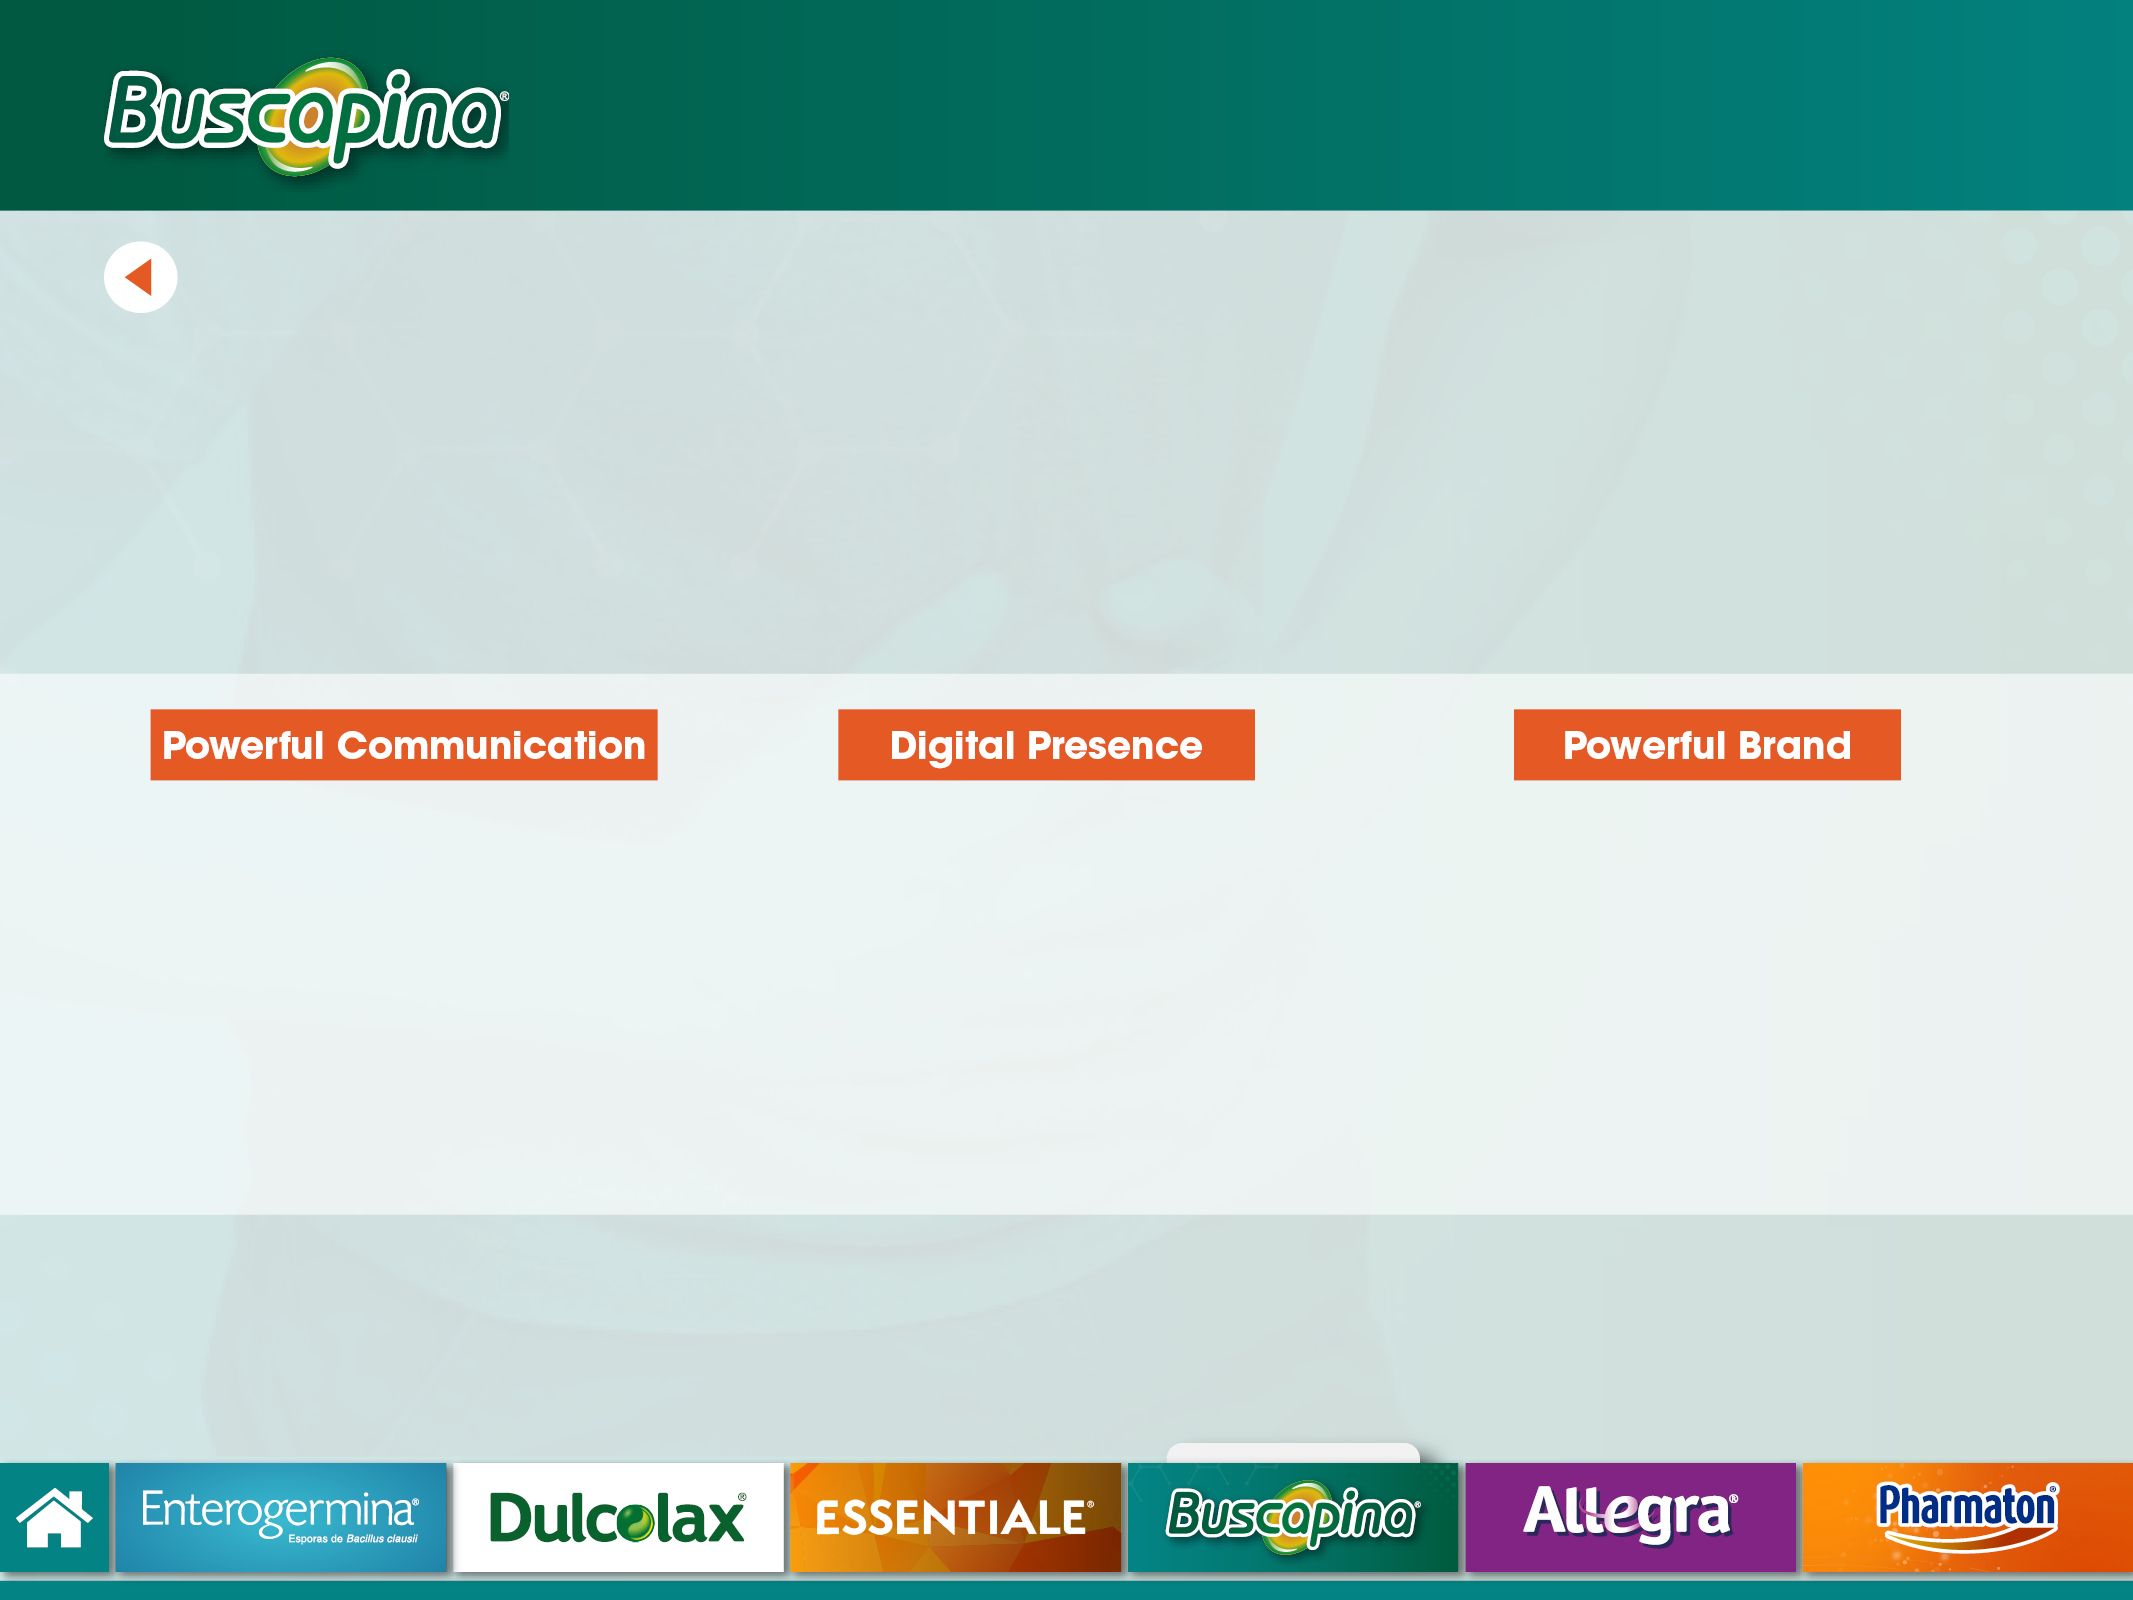 Buscapina®
Powerful Communication
Digital Presence
Powerful Brand
Enterogermina®
Esporas de Bacillus clausii
Dulcolax®
ESSENTIALE®
Buscapina®
Allegra®
Pharmaton®